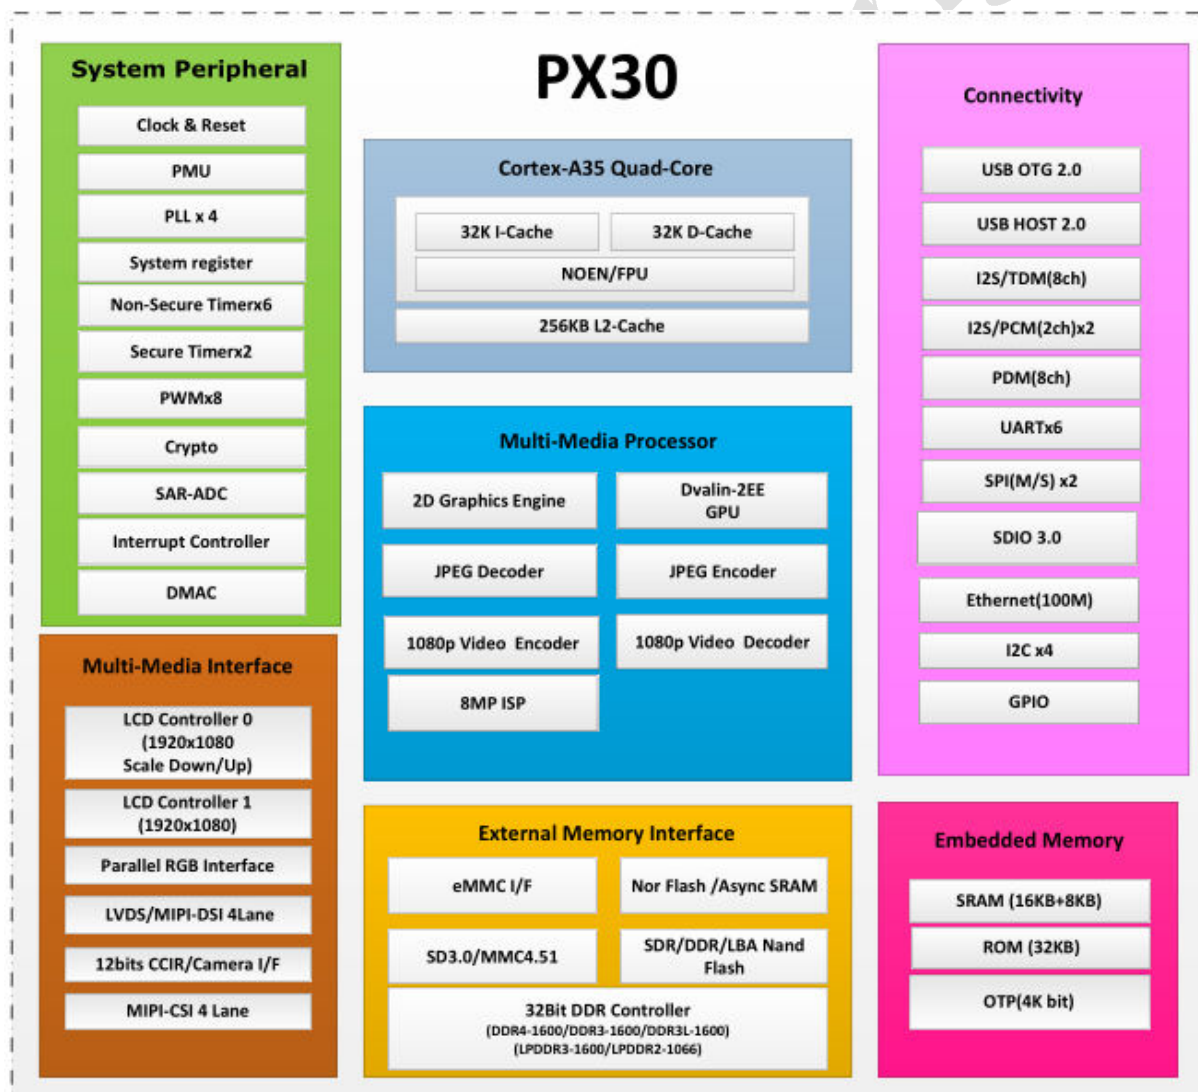 PX30
System Peripheral
Clock & Reset
PMU
PLL x 4
System register
Non-Secure Timerx6
Secure Timerx2
PWMx8
Crypto
SAR-ADC
Interrupt Controller
DMAC
Multi-Media Interface
LCD Controller 0
(1920x1080
Scale Down/Up)
LCD Controller 1
(1920x1080)
Parallel RGB Interface
LVDS/MIPI-DSI 4Lane
12bits CCIR/Camera I/F
MIPI-CSI 4 Lane
Cortex-A35 Quad-Core
32K I-Cache
32K D-Cache
NOEN/FPU
256KB L2-Cache
Multi-Media Processor
2D Graphics Engine
Dvalin-2EE
GPU
JPEG Decoder
JPEG Encoder
1080p Video Encoder
1080p Video Decoder
8MP ISP
External Memory Interface
eMMC I/F
Nor Flash /Async SRAM
SD3.0/MMC4.51
SDR/DDR/LBA Nand
Flash
32Bit DDR Controller
(DDR4-1600/DDR3-1600/DDR3L-1600)
(LPDDR3-1600/LPDDR2-1066)
Connectivity
USB OTG 2.0
USB HOST 2.0
I2S/TDM(8ch)
I2S/PCM(2ch)x2
PDM(8ch)
UARTx6
SPI(M/S) x2
SDIO 3.0
Ethernet(100M)
I2C x4
GPIO
Embedded Memory
SRAM (16KB+8KB)
ROM (32KB)
OTP(4K bit)